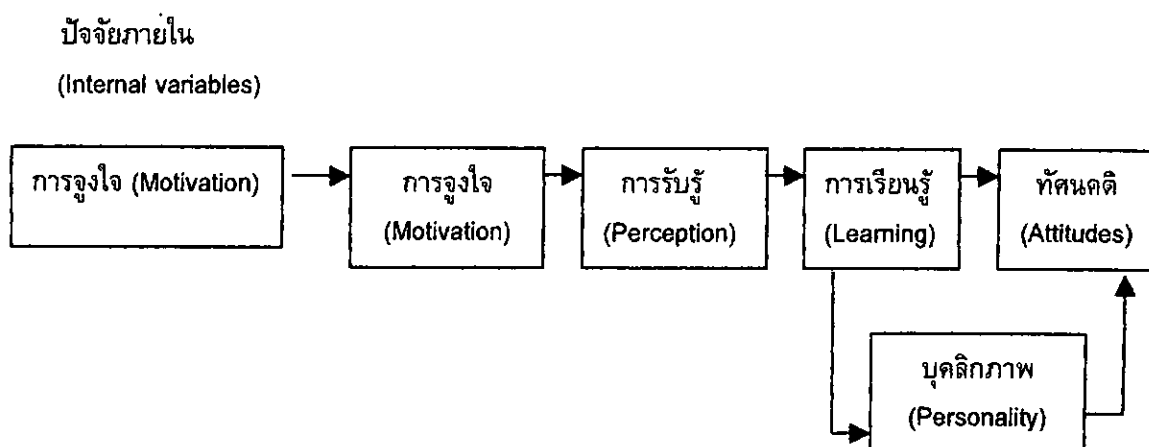 ปัจจัยภายใน
(Internal variables)
การจูงใจ (Motivation)
การจูงใจ
(Motivation)
การรับรู้
(Perception)
การเรียนรู้
(Learning)
ทัศนคติ
(Attitudes)
บุคลิกภาพ
(Personality)